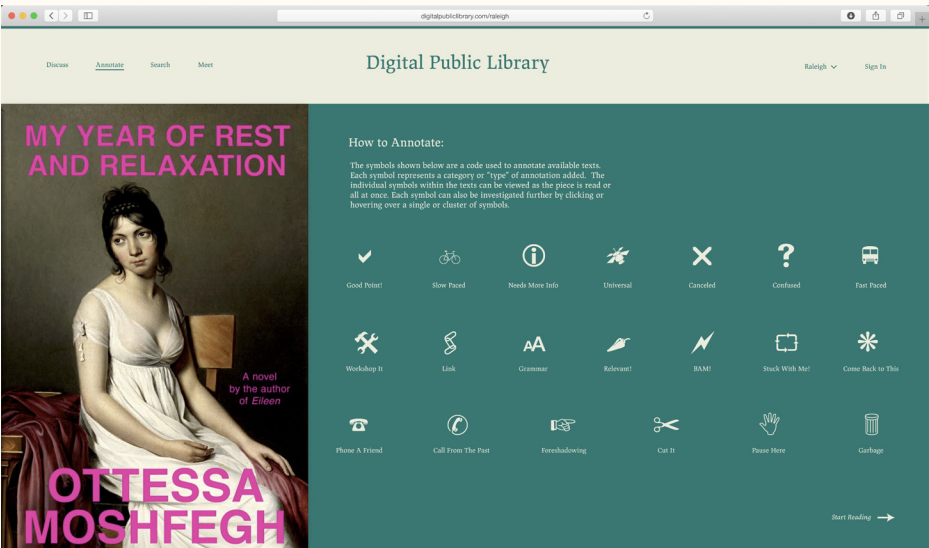 digitalpubliclibrary.com/raleigh
Discuss
Annotate
Search
Meet
Digital Public Library
Raleigh
Sign In
MY YEAR OF REST
AND RELAXATION
A novel
by the author
of Eileen
OTTESSA
MOSHFEGH
How to Annotate:
The symbols shown below are a code used to annotate available texts.
Each symbol represents a category or “type” of annotation added. The
individual symbols within the texts can be viewed as the piece is read or
all at once. Each symbol can also be investigated further by clicking or
hovering over a single or cluster of symbols.
Good Point!
Slow Paced
Needs More Info
Universal
Canceled
Confused
Fast Paced
Workshop It
Link
AA
Grammar
Relevant!
BAM!
Stuck With Me!
Come Back to This
Phone A Friend
Call From The Past
Foreshadowing
Cut It
Pause Here
Garbage
Start Reading